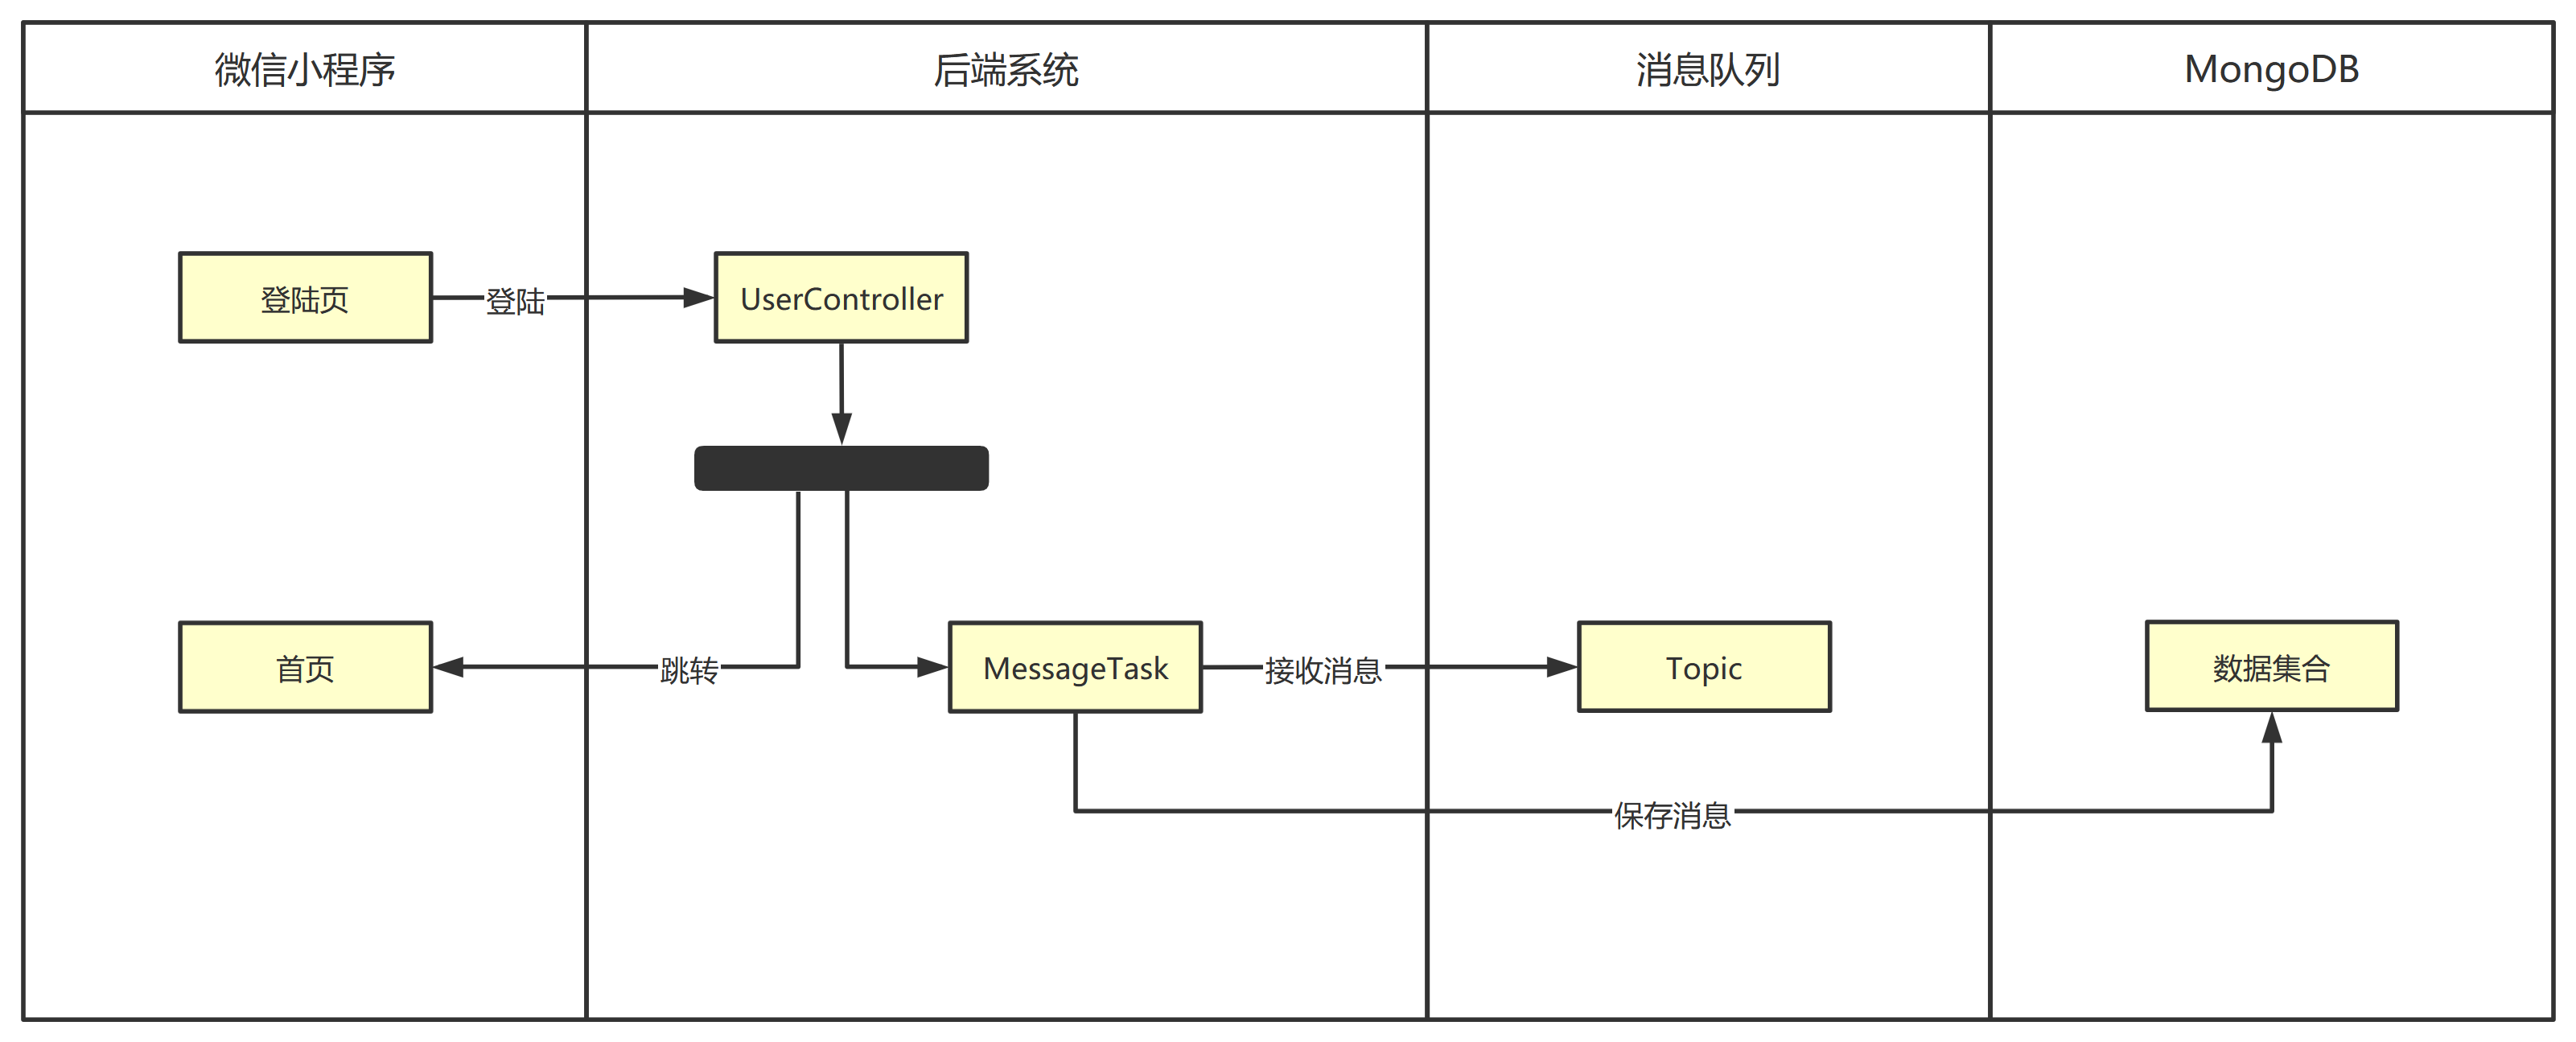 微信小程序
后端系统
消息队列
MongoDB
登陆页
登陆
UserController
首页
跳转
MessageTask
接收消息
Topic
数据集合
保存消息